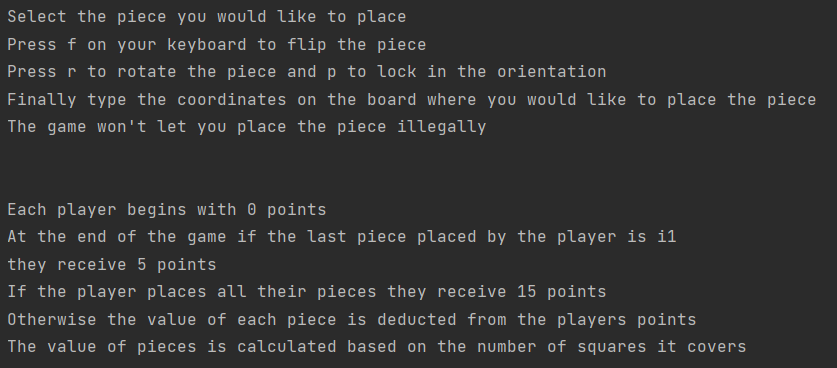 Select the piece you would like to place
Press f on your keyboard to flip the piece
Press r to rotate the piece and p to lock in the orientation
Finally type the coordinates on the board where you would like to place the piece
The game won't let you place the piece illegally
Each player begins with 0 points
At the end of the game if the last piece placed by the player is i1
they receive 5 points
If the player places all their pieces they receive 15 points
Otherwise the value of each piece is deducted from the players points
The value of pieces is calculated based on the number of squares it covers